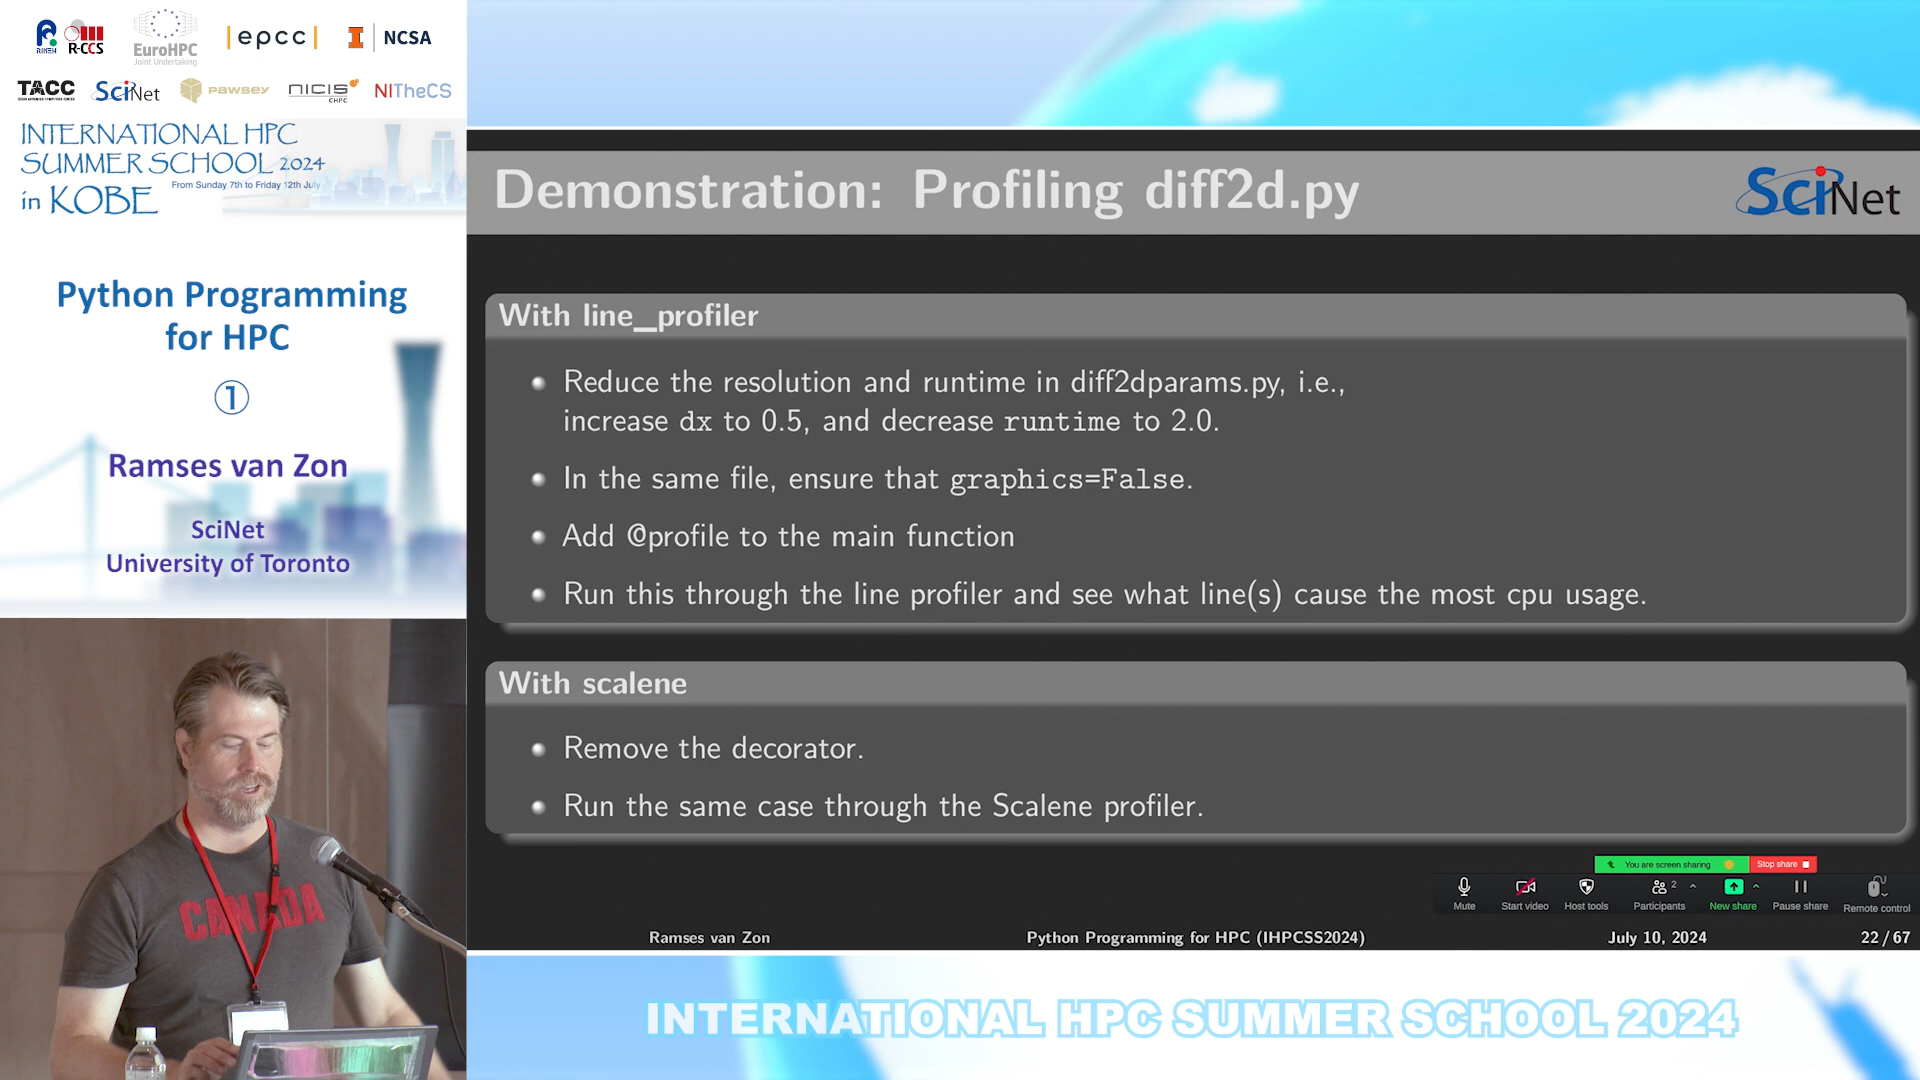 RIKEN
R-CCS
EuroHPC
Joint Undertaking
epcc
I NCSA
TACC
SciNet
PAWSEY
NICIS
CHPC
NITheCS
INTERNATIONAL HPC
SUMMER SCHOOL 2024
in KOBE
From Sunday 7th to Friday 12th July
Python Programming
for HPC
①
Ramses van Zon
SciNet
University of Toronto
CANADA
Demonstration: Profiling diff2d.py
SciNet
With line_profiler
Reduce the resolution and runtime in diff2dparams.py, i.e.,
increase dx to 0.5, and decrease runtime to 2.0.
In the same file, ensure that graphics=False.
Add @profile to the main function
Run this through the line profiler and see what line(s) cause the most cpu usage.
With scalene
Remove the decorator.
Run the same case through the Scalene profiler.
You are screen sharing
Stop share
2
Mute
Start video
Host tools
Participants
New share
Pause share
Remote control
Ramses van Zon
Python Programming for HPC (IHPCSS2024)
July 10, 2024
22 / 67
INTERNATIONAL HPC SUMMER SCHOOL 2024